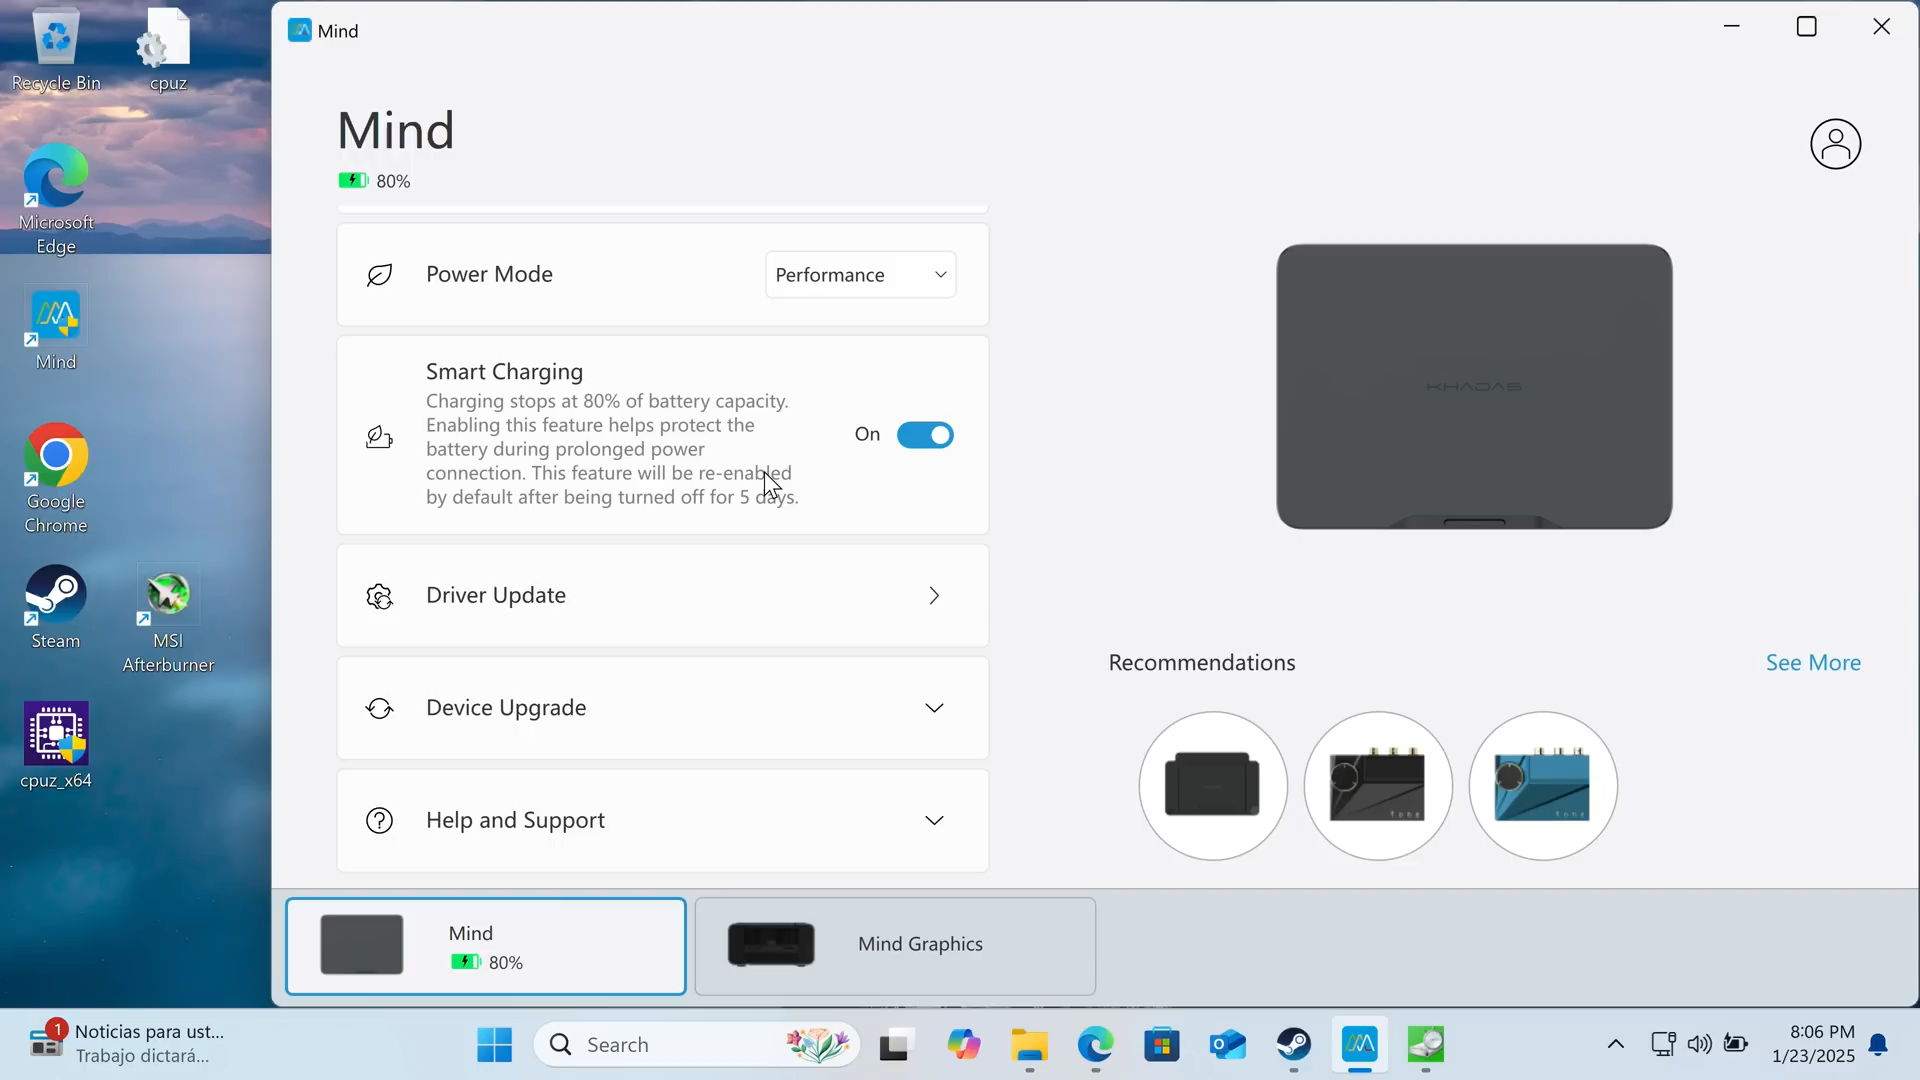 Recycle Bin
cpuz
Microsoft
Edge
Mind
Google
Chrome
Steam
MSI
Afterburner
cpuz_x64
Mind
Mind
80%
Power Mode
Performance
Smart Charging
Charging stops at 80% of battery capacity.
Enabling this feature helps protect the
battery during prolonged power
connection. This feature will be re-enabled
by default after being turned off for 5 days.
On
Driver Update
Device Upgrade
Help and Support
KHADAS
Recommendations
See More
tone
tone
Mind
80%
Mind Graphics
1
Noticias para ust...
Trabajo dictará...
Search
8:06 PM
1/23/2025